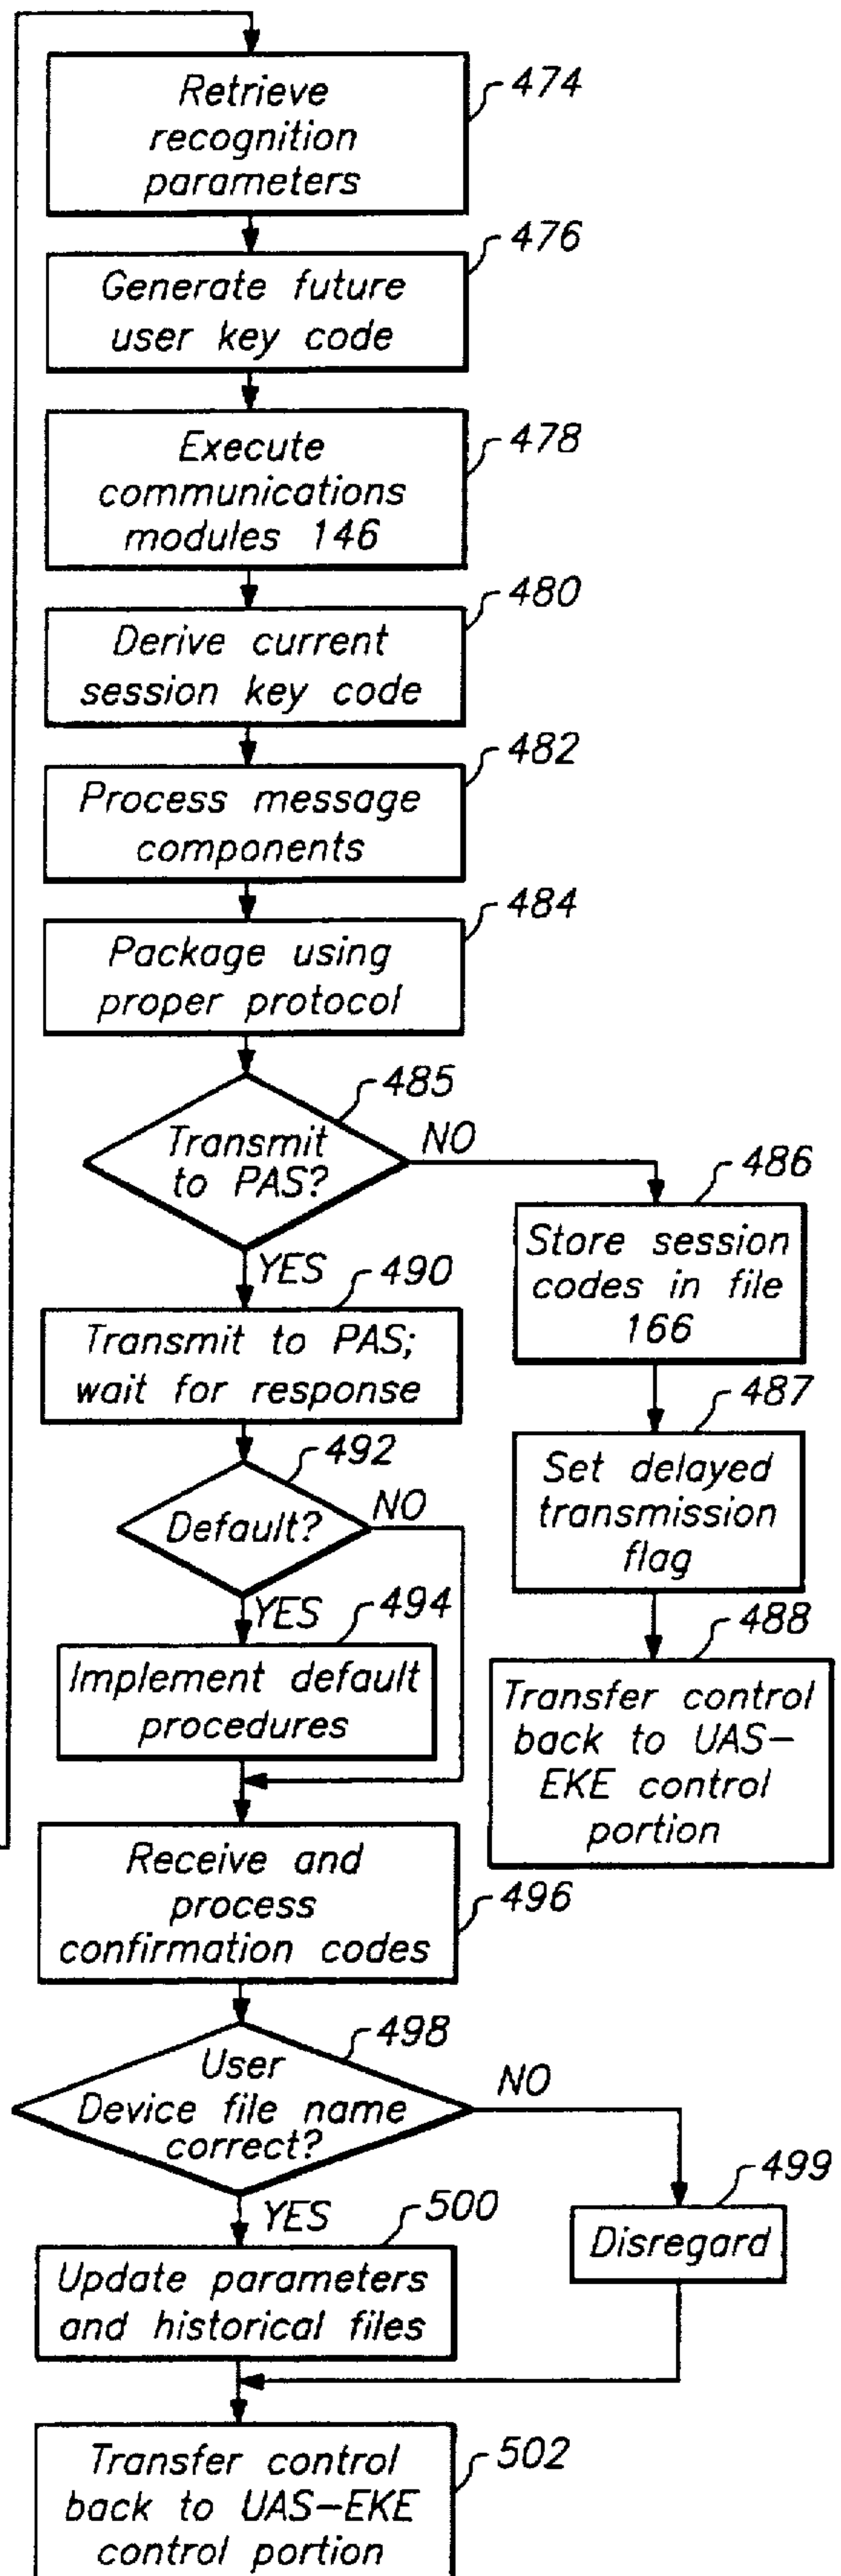 Retrieve
recognition
parameters
474
Generate future
user key code
476
Execute
communications
modules 146
478
Derive current
session key code
480
Process message
components
482
Package using
proper protocol
484
Transmit
to PAS?
485
NO
YES
Store session
codes in file
166
486
Set delayed
transmission
flag
487
Transfer control
back to UAS-
EKE control
portion
488
Transmit to PAS;
wait for response
490
Default?
492
NO
YES
Implement default
procedures
494
Receive and
process
confirmation codes
496
User
Device file name
correct?
498
NO
YES
Disregard
499
Update parameters
and historical files
500
Transfer control
back to UAS-EKE
control portion
502